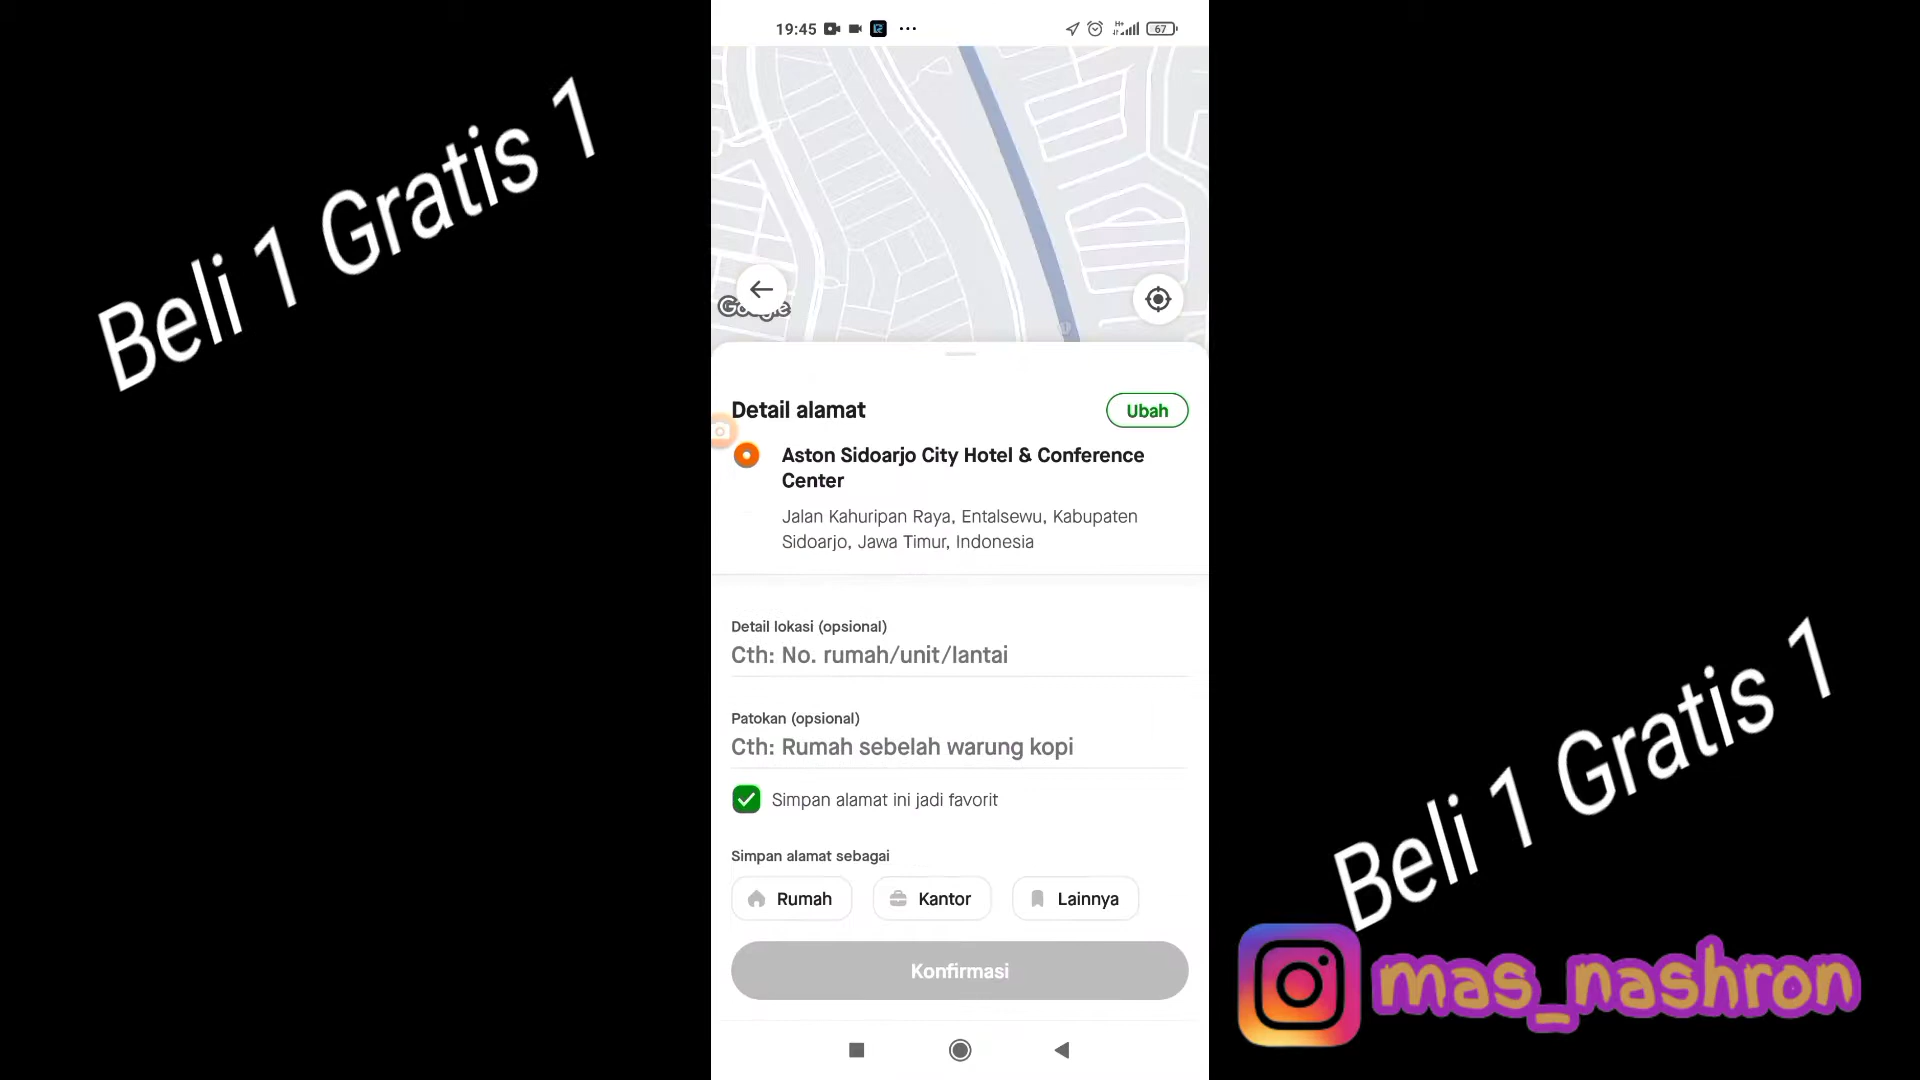 19:45
H+
67
Beli 1 Gratis 1
Google
Detail alamat
Ubah
Aston Sidoarjo City Hotel & Conference
Center
Jalan Kahuripan Raya, Entalsewu, Kabupaten
Sidoarjo, Jawa Timur, Indonesia
Detail lokasi (opsional)
Cth: No. rumah/unit/lantai
Patokan (opsional)
Cth: Rumah sebelah warung kopi
Simpan alamat ini jadi favorit
Simpan alamat sebagai
Rumah
Kantor
Lainnya
Konfirmasi
Beli 1 Gratis 1
mas_nashron